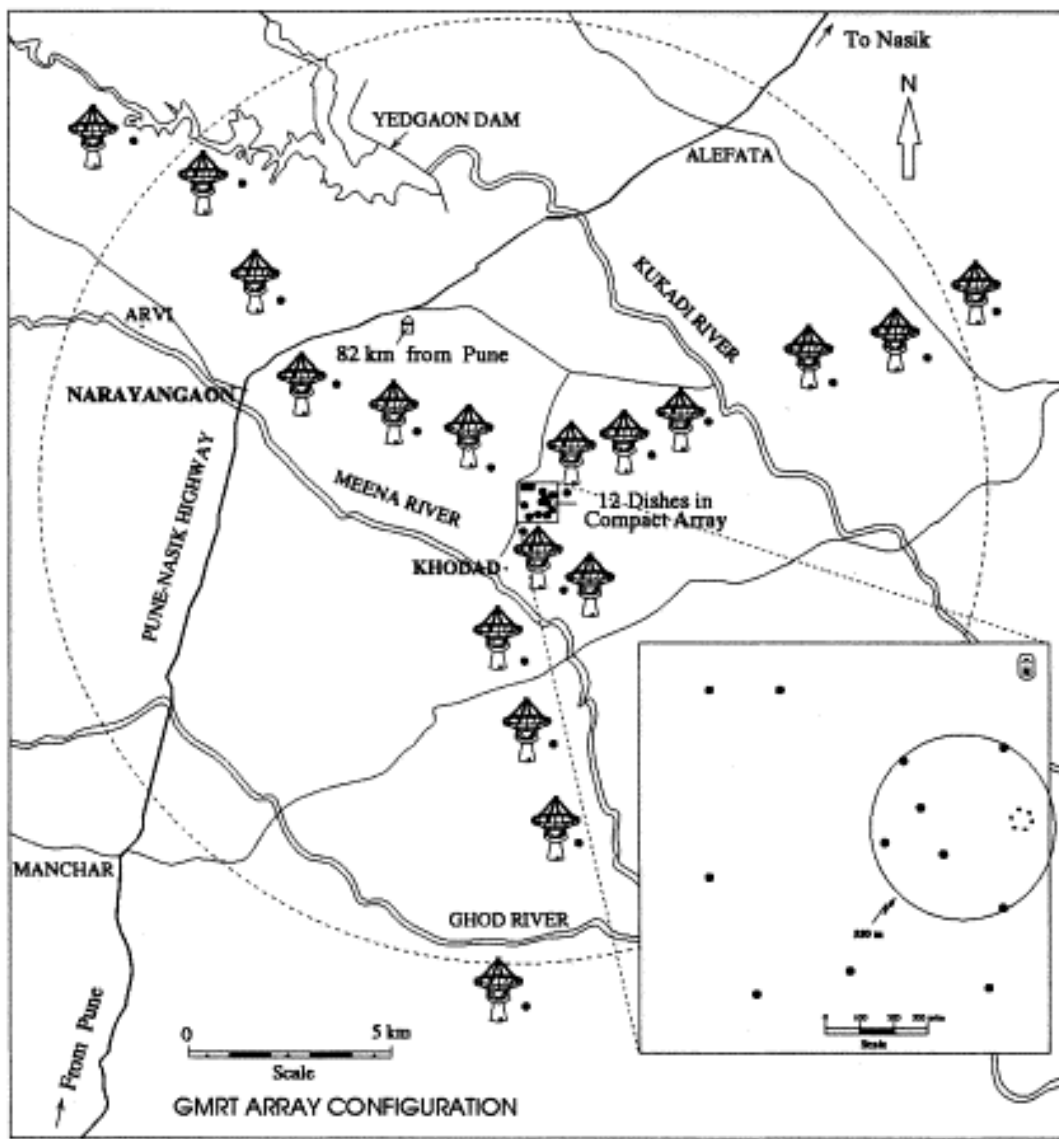 To Nasik
N
YEDGAON DAM
ALEFATA
KUKADI RIVER
ARVI
82 km from Pune
NARAYANGAON
PUNE-NASIK HIGHWAY
MEENA RIVER
12 Dishes in
Compact Array
KHODAD
MANCHAR
GHOD RIVER
From Pune
0 5 km
Scale
Scale
GMRT ARRAY CONFIGURATION